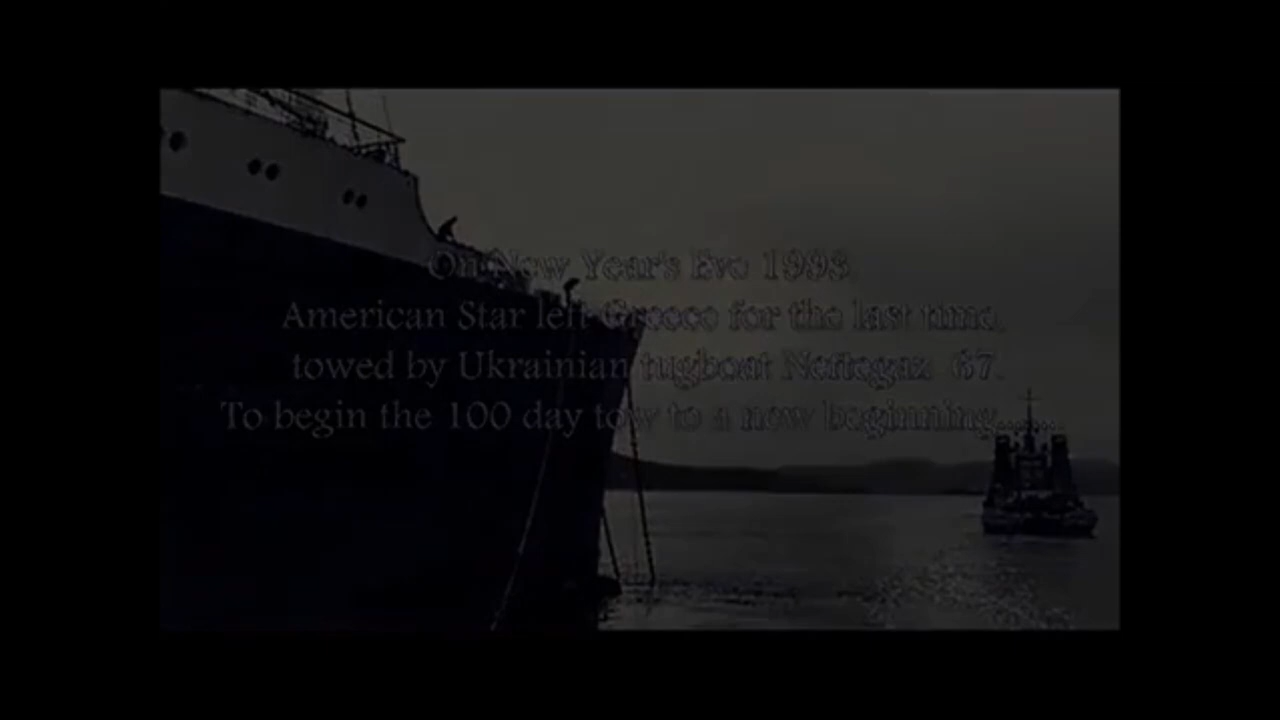 On New Year's Eve 1993.
American Star left Greece for the last time,
towed by Ukrainian tugboat Neftegaz 67.
To begin the 100 day tow to a new beginning.......